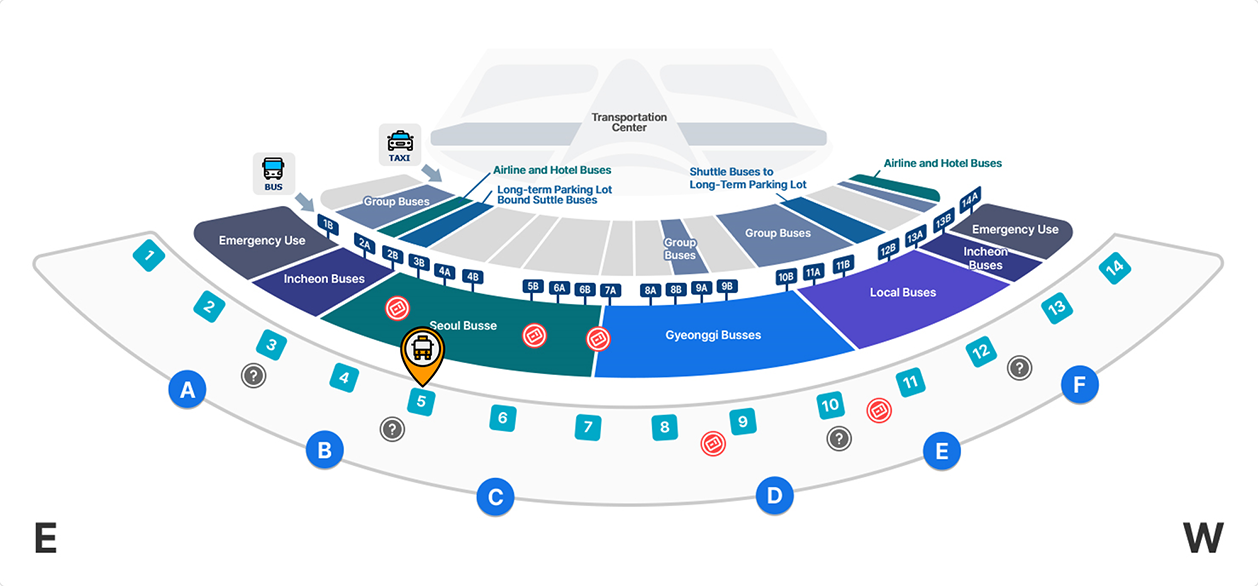 Transportation
Center
TAXI
BUS
Airline and Hotel Buses
Long-term Parking Lot
Bound Suttle Buses
Shuttle Buses to
Long-Term Parking Lot
Airline and Hotel Buses
Group Buses
Group
Buses
Group Buses
Emergency Use
Incheon Buses
Seoul Busse
Gyeonggi Busses
Local Buses
Incheon
Buses
Emergency Use
1B
2A
2B
3B
4A
4B
5B
6A
6B
7A
8A
8B
9A
9B
10B
11A
11B
12B
13A
13B
14A
1
2
3
4
5
6
7
8
9
10
11
12
13
14
?
?
?
?
A
B
C
D
E
F
E
W